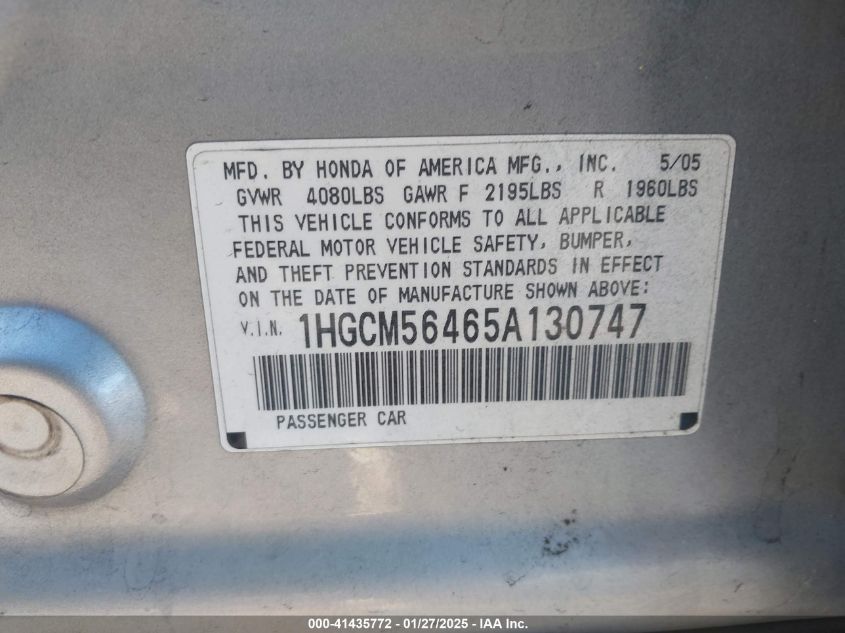 MFD. BY HONDA OF AMERICA MFG., INC. 5/05
GVWR 4080LBS GAWR F 2195LBS R 1960LBS
THIS VEHICLE CONFORMS TO ALL APPLICABLE
FEDERAL MOTOR VEHICLE SAFETY, BUMPER,
AND THEFT PREVENTION STANDARDS IN EFFECT
ON THE DATE OF MANUFACTURE SHOWN ABOVE:
V.I.N. 1HGCM56465A130747
PASSENGER CAR
000-41435772 - 01/27/2025 - IAA Inc.